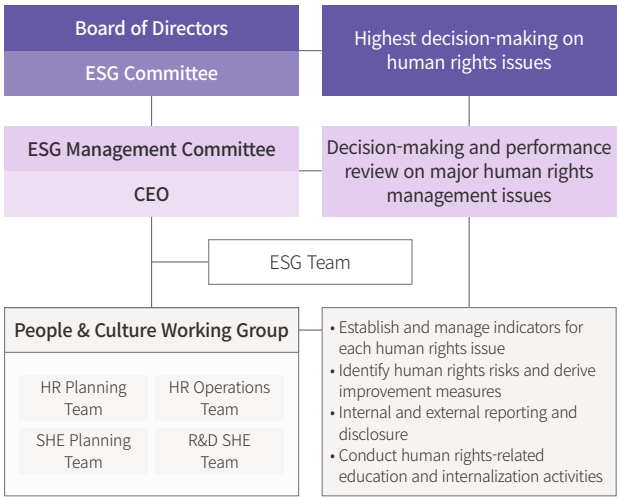 Board of Directors
ESG Committee
Highest decision-making on
human rights issues
ESG Management Committee
CEO
Decision-making and performance
review on major human rights
management issues
ESG Team
People & Culture Working Group
HR Planning
Team
HR Operations
Team
SHE Planning
Team
R&D SHE
Team
• Establish and manage indicators for
each human rights issue
• Identify human rights risks and derive
improvement measures
• Internal and external reporting and
disclosure
• Conduct human rights-related
education and internalization activities